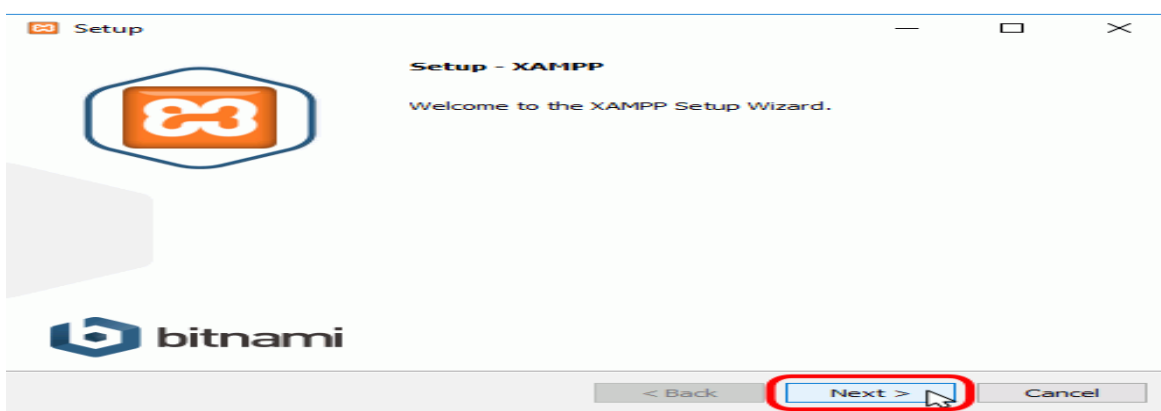 Setup
Setup - XAMPP
Welcome to the XAMPP Setup Wizard.
bitnami
< Back
Next >
Cancel